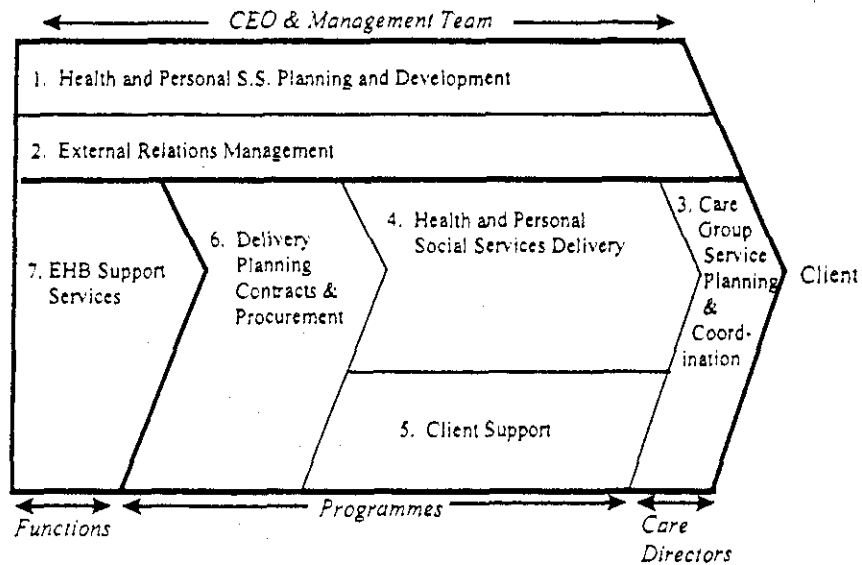 CEO & Management Team
1. Health and Personal S.S. Planning and Development
2. External Relations Management
7. EHB Support
Services
6. Delivery
Planning
Contracts &
Procurement
4. Health and Personal
Social Services Delivery
5. Client Support
3. Care
Group
Service
Planning
&
Coord-
ination
Client
Functions
Programmes
Care
Directors